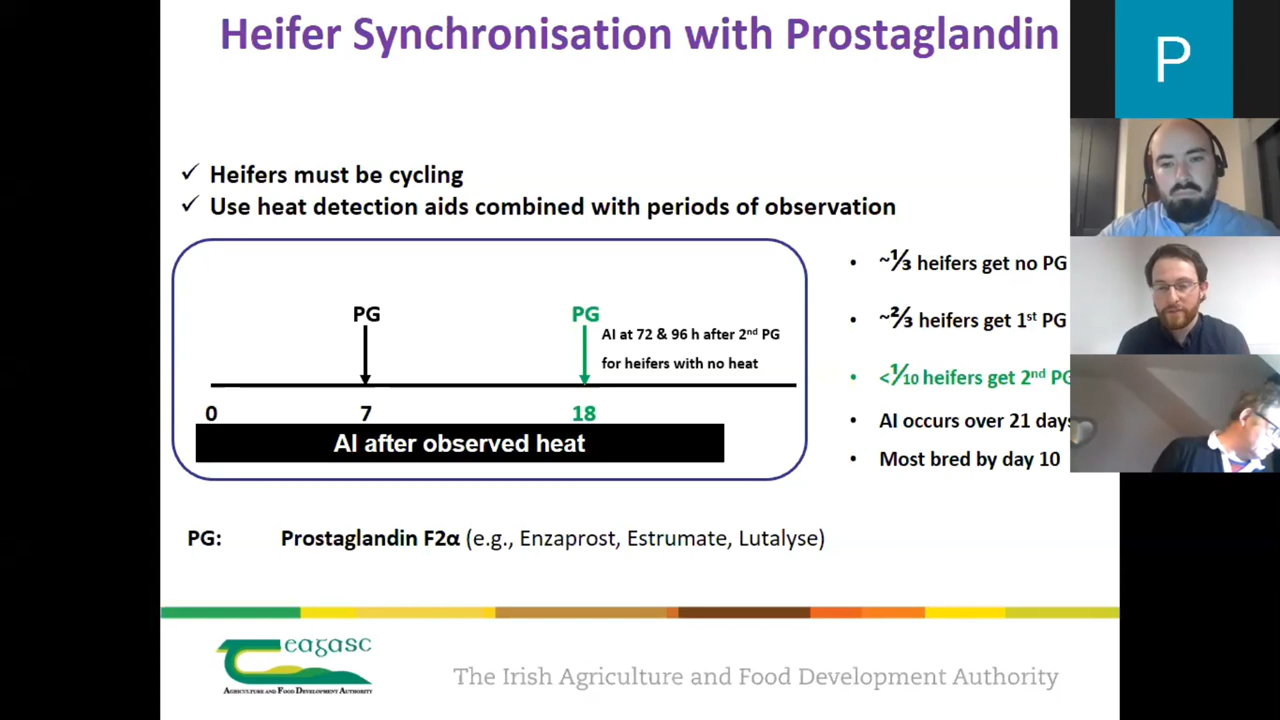 Heifer Synchronisation with Prostaglandin
P
✓ Heifers must be cycling
✓ Use heat detection aids combined with periods of observation
PG
PG
AI at 72 & 96 h after 2nd PG
for heifers with no heat
0
7
18
AI after observed heat
• ~⅓ heifers get no PG
• ~⅔ heifers get 1st PG
• <⅒ heifers get 2nd PG
• AI occurs over 21 days
• Most bred by day 10
PG: Prostaglandin F2α (e.g., Enzaprost, Estrumate, Lutalyse)
eagasc
AGRICULTURE AND FOOD DEVELOPMENT AUTHORITY
The Irish Agriculture and Food Development Authority